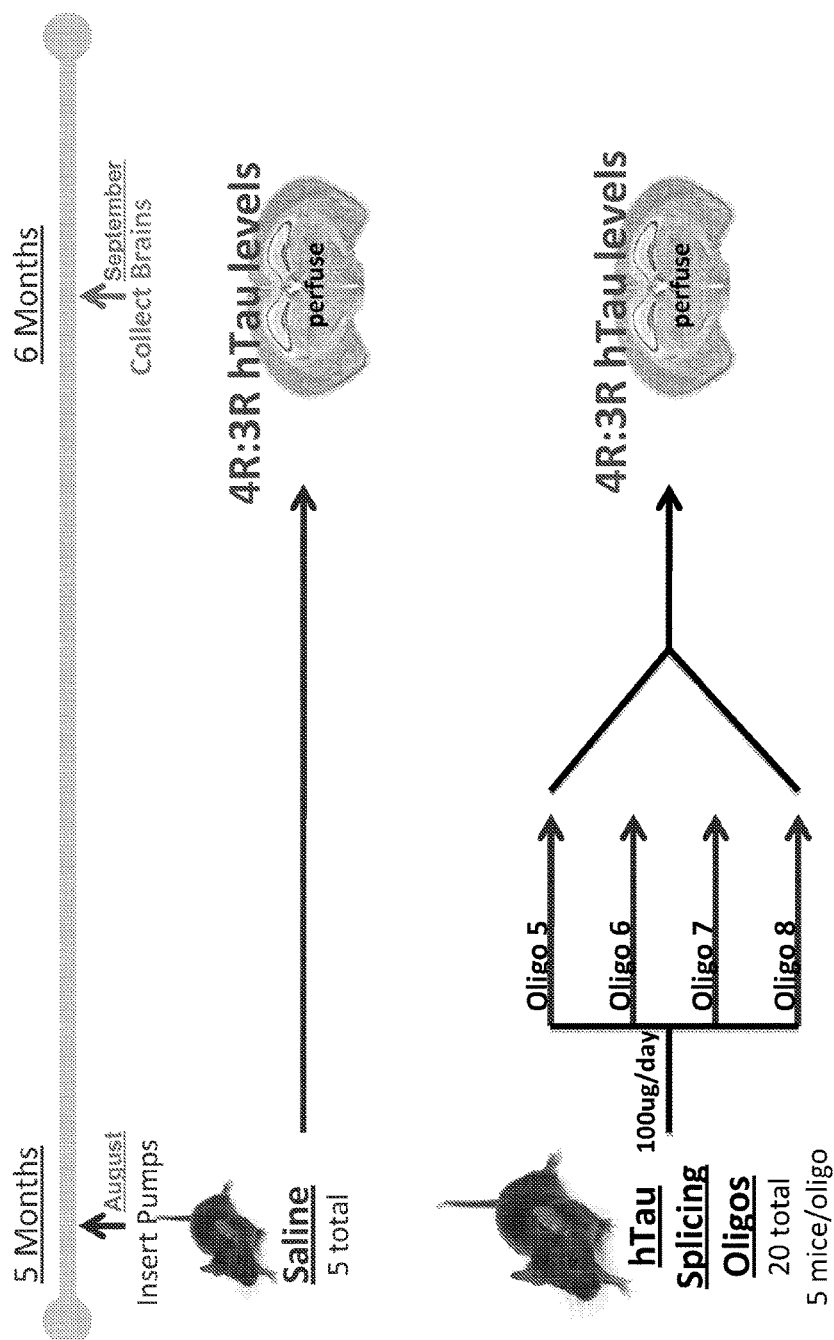 5 Months
6 Months
August
Insert Pumps
September
Collect Brains
Saline
5 total
4R:3R hTau levels
perfuse
hTau
Splicing
Oligos
20 total
5 mice/oligo
100ug/day
Oligo 5
Oligo 6
Oligo 7
Oligo 8
4R:3R hTau levels
perfuse